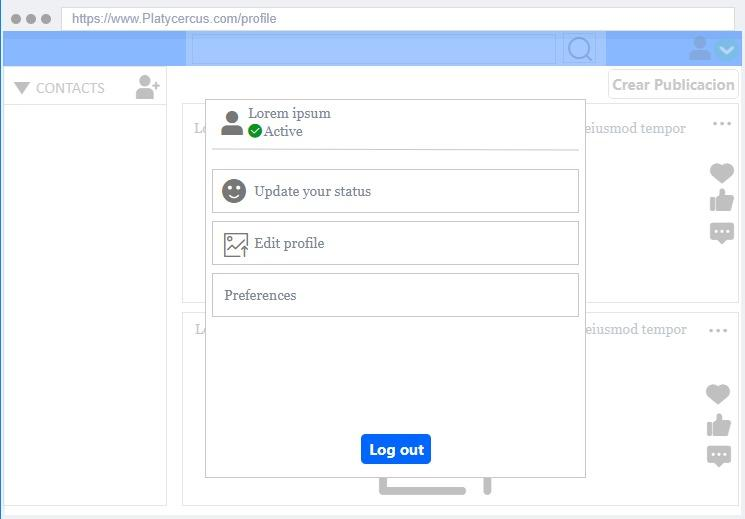 https://www.Platycercus.com/profile
CONTACTS
Crear Publicacion
Lorem ipsum
Active
eiusmod tempor
Update your status
Edit profile
Preferences
eiusmod tempor
Log out